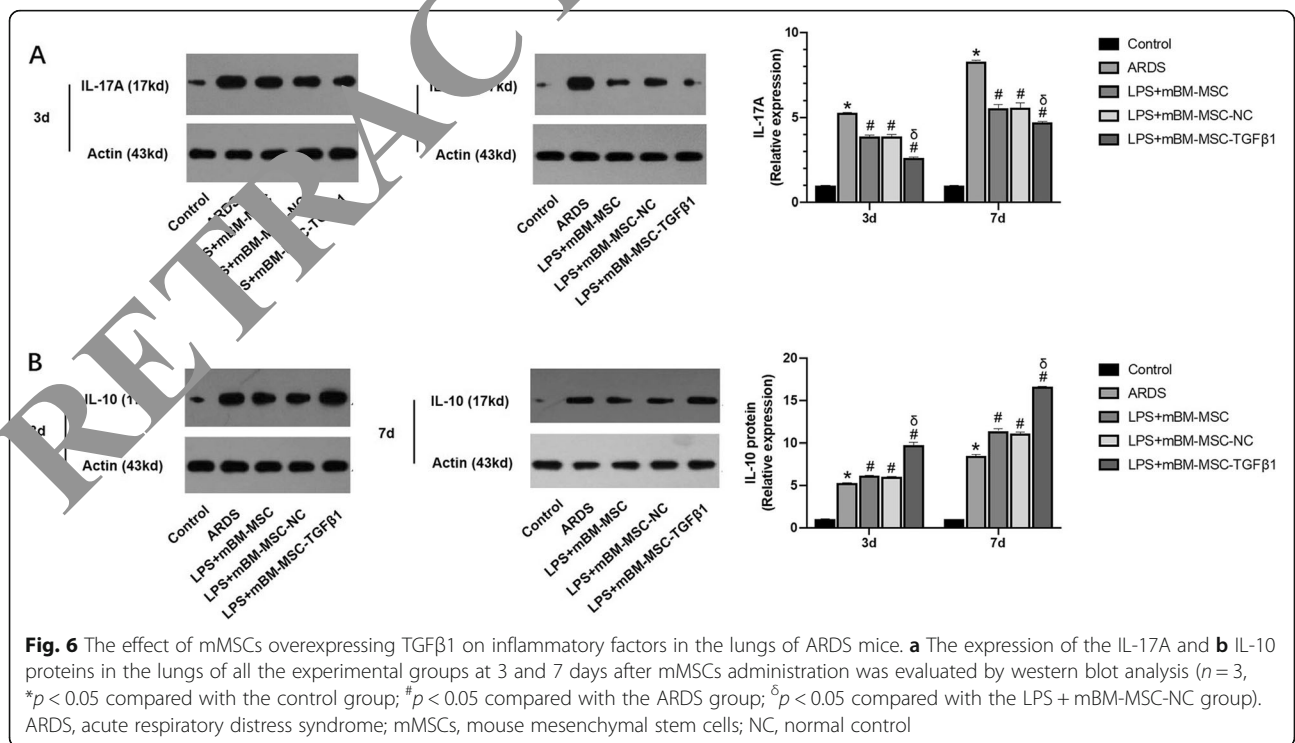 RETRAC
A
IL-17A (17kd)
3d
Actin (43kd)
Control
10
5
0
IL-17A
(Relative expression)
*
#
#
δ
#
*
#
#
δ
#
3d
7d
Control
ARDS
LPS+mBM-MSC
LPS+mBM-MSC-NC
LPS+mBM-MSC-TGFβ1
Actin (43kd)
Control
ARDS
LPS+mBM-MSC
LPS+mBM-MSC-NC
LPS+mBM-MSC-TGFβ1
B
Actin (43kd)
Control
ARDS
LPS+mBM-MSC
LPS+mBM-MSC-NC
LPS+mBM-MSC-TGFβ1
IL-10 (17kd)
7d
Actin (43kd)
Control
ARDS
LPS+mBM-MSC
LPS+mBM-MSC-NC
LPS+mBM-MSC-TGFβ1
20
15
10
5
0
IL-10 protein
(Relative expression)
*
#
#
δ
#
*
#
#
δ
#
3d
7d
Control
ARDS
LPS+mBM-MSC
LPS+mBM-MSC-NC
LPS+mBM-MSC-TGFβ1
Fig. 6 The effect of mMSCs overexpressing TGFβ1 on inflammatory factors in the lungs of ARDS mice. a The expression of the IL-17A and b IL-10
proteins in the lungs of all the experimental groups at 3 and 7 days after mMSCs administration was evaluated by western blot analysis (n = 3,
*p < 0.05 compared with the control group; #p < 0.05 compared with the ARDS group; δp < 0.05 compared with the LPS + mBM-MSC-NC group).
ARDS, acute respiratory distress syndrome; mMSCs, mouse mesenchymal stem cells; NC, normal control